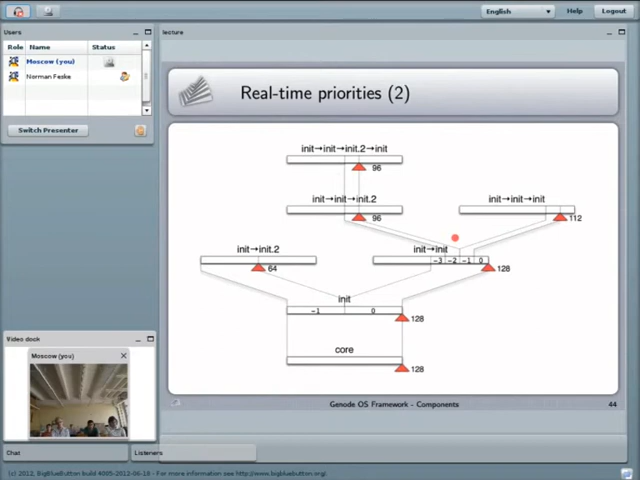 English
Help
Logout
Users
Role Name Status
Moscow (you)
Norman Feske
Switch Presenter
Video dock
Moscow (you)
Chat
Listeners
lecture
Real-time priorities (2)
init→init→init.2→init
96
init→init→init.2
96
init→init→init
112
init→init.2
64
init→init
-3 -2 -1 0
128
init
-1 0
128
core
128
Genode OS Framework - Components 44
(c) 2012, BigBlueButton build 4005-2012-06-18 - For more information see http://www.bigbluebutton.org/